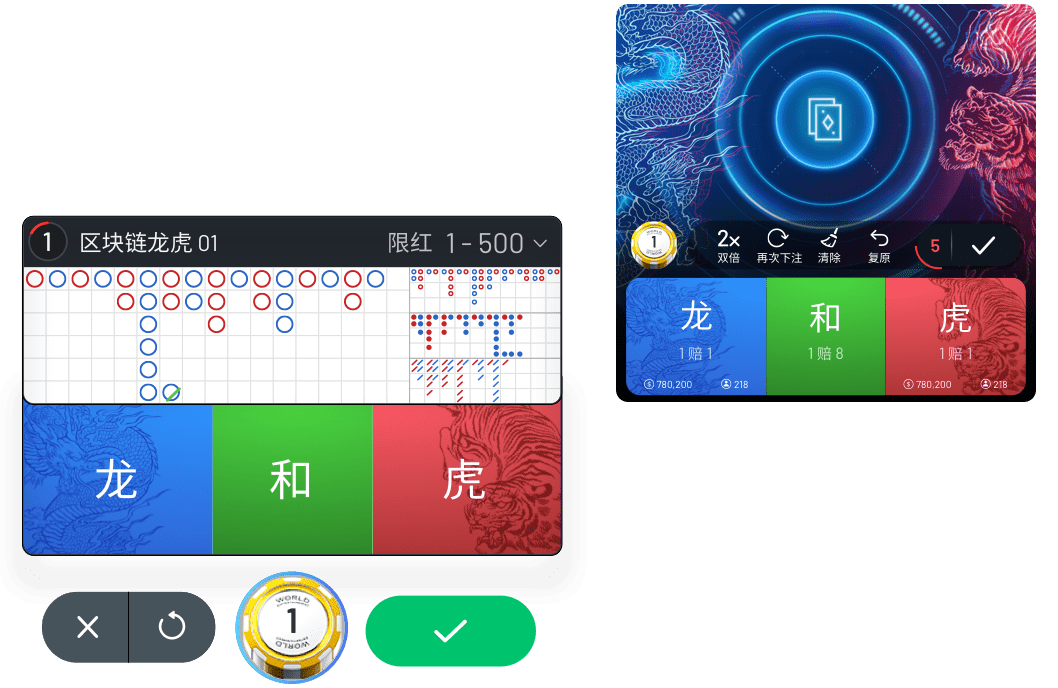 1 区块链龙虎 01 限红 1 - 500
龙 和 虎
WORLD
1
WORLD
1
2x 双倍
再次下注
清除
复原
5
龙 和 虎
1 赔 1 1 赔 8 1 赔 1
780,200 218 780,200 218